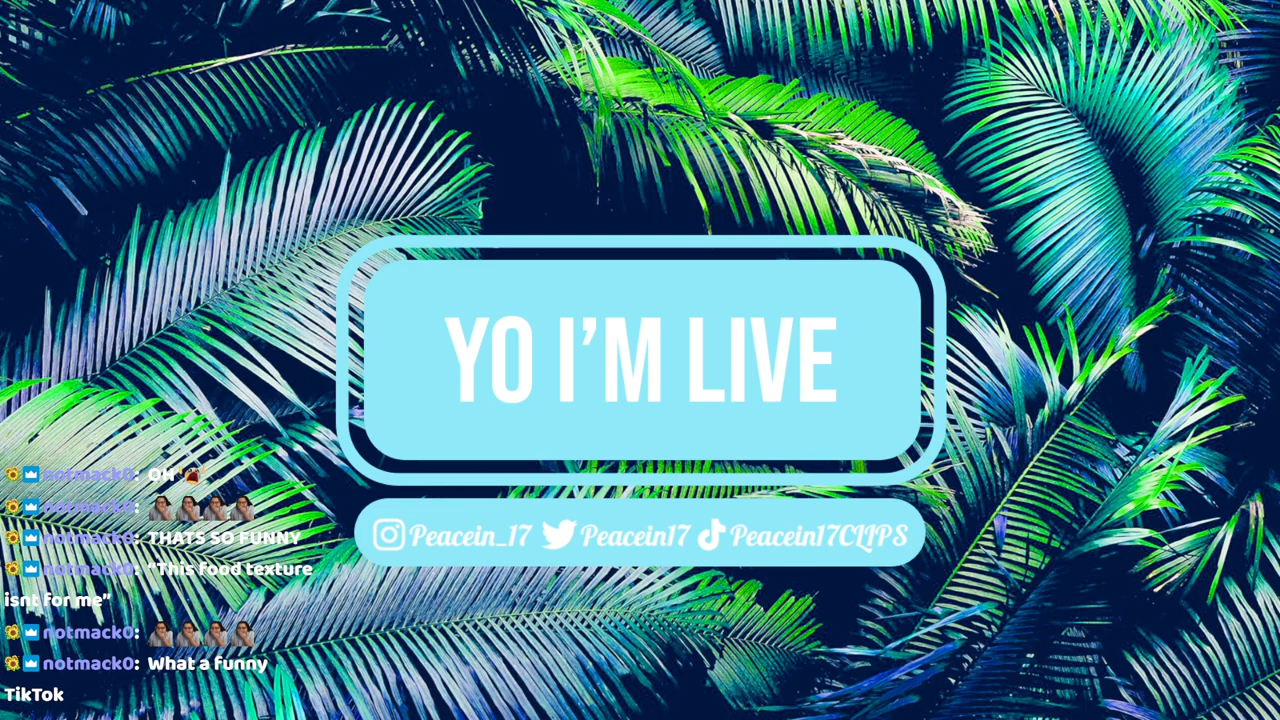 YO I’M LIVE
Peacein_17 Peacein17 Peacein17CLIPS
notmack0: OH
notmack0:
notmack0: THATS SO FUNNY
notmack0: “This food texture
isnt for me”
notmack0:
notmack0: What a funny
TikTok